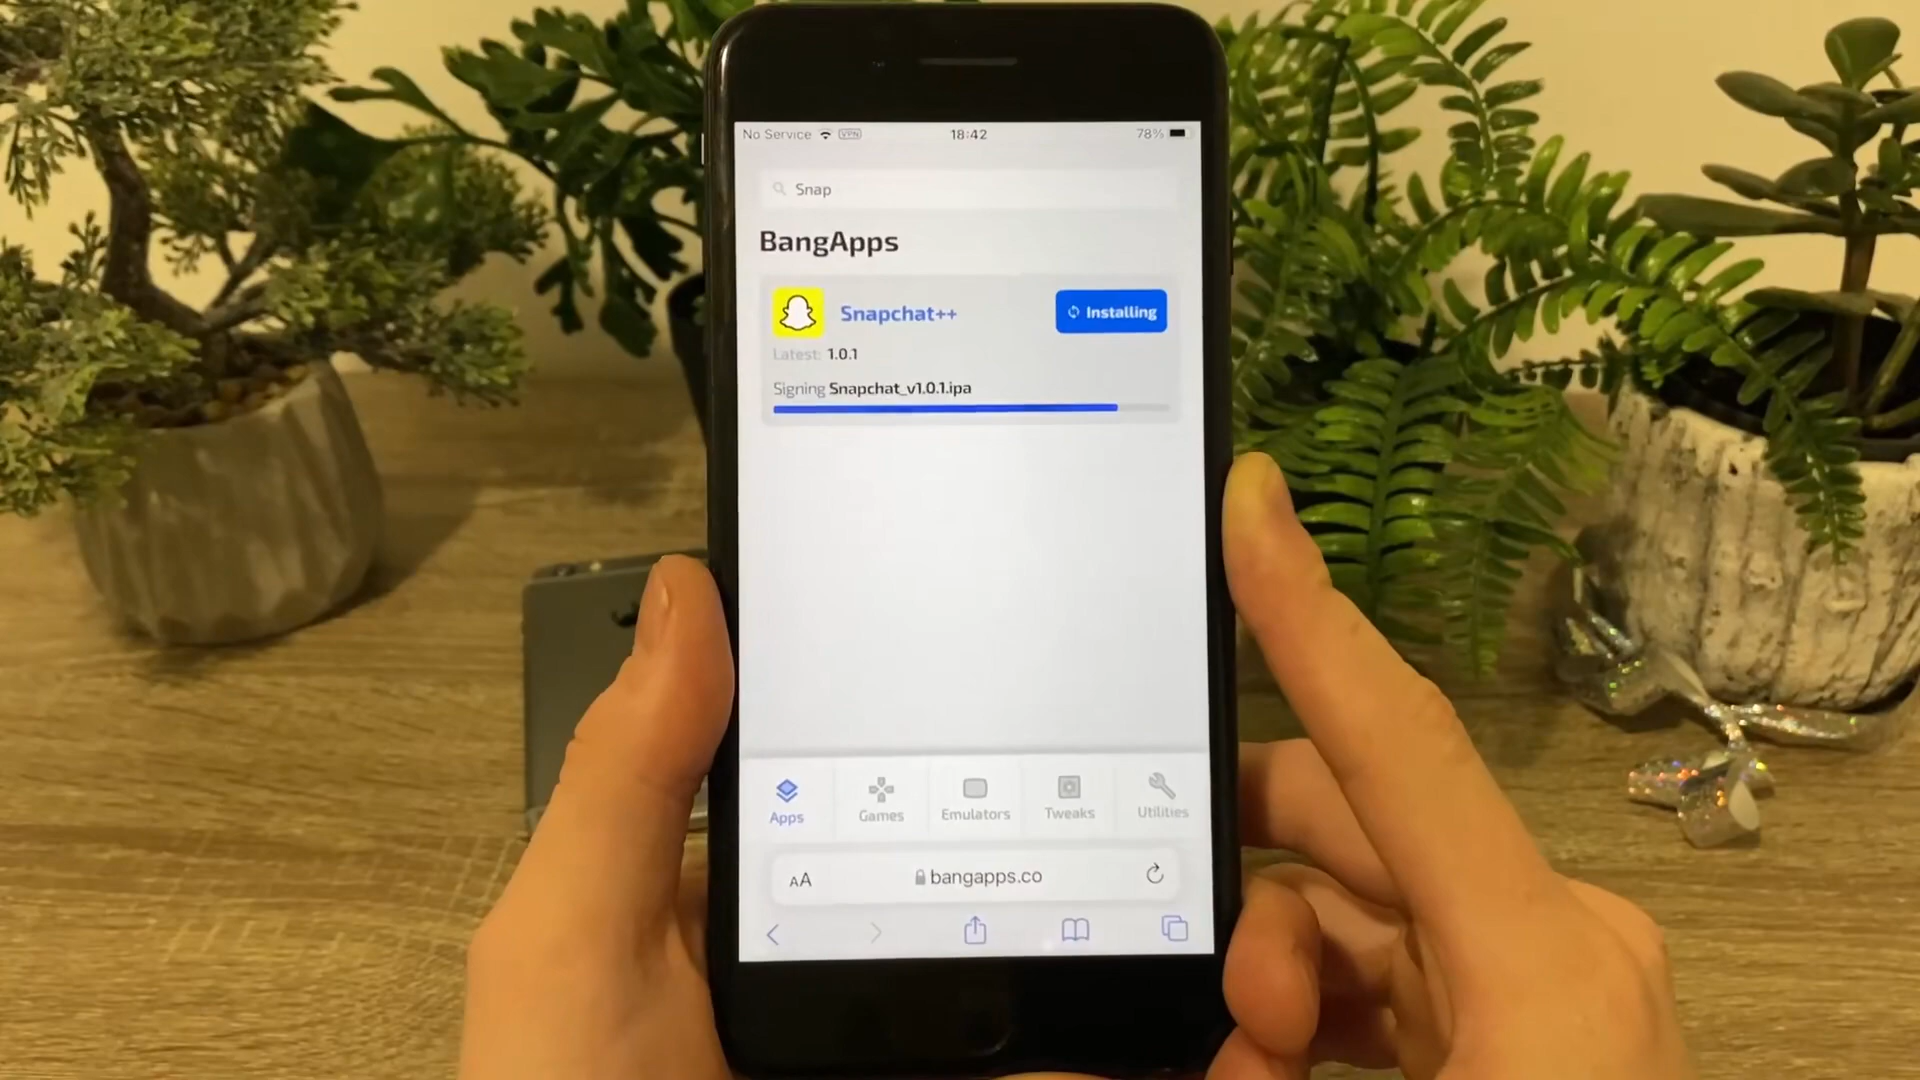 No Service VPN 18:42 78%
Snap
BangApps
Snapchat++ Installing
Latest: 1.0.1
Signing Snapchat_v1.0.1.ipa
Apps Games Emulators Tweaks Utilities
AA bangapps.co